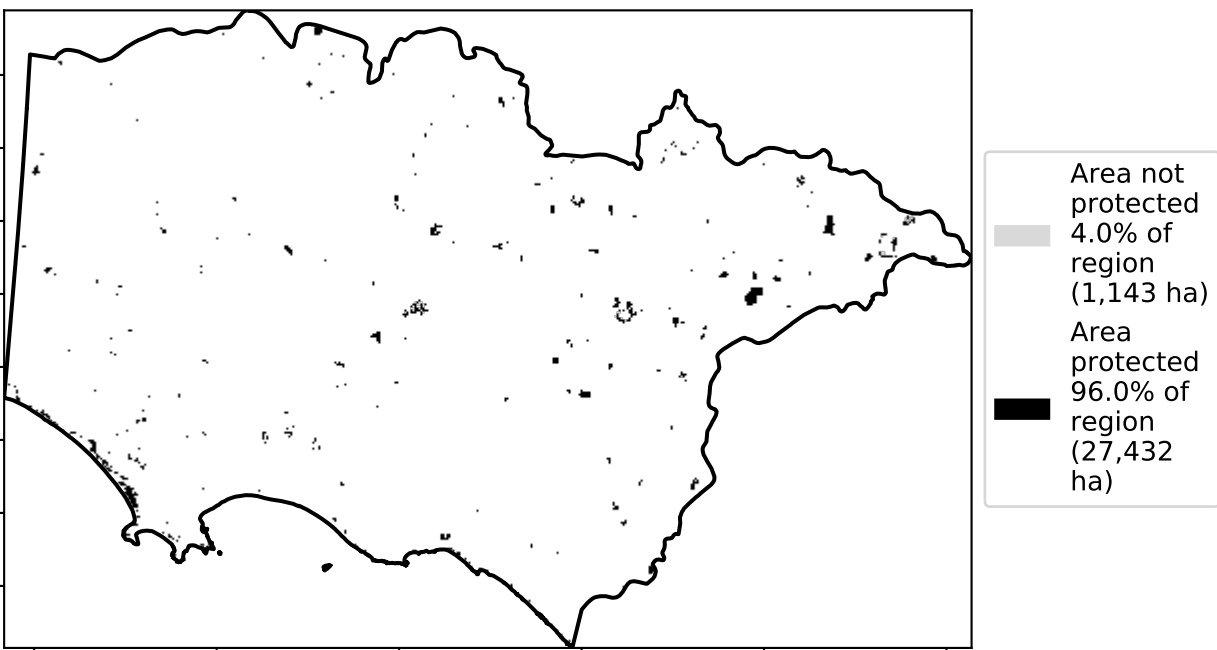 Area not
protected
4.0% of
region
(1,143 ha)
Area
protected
96.0% of
region
(27,432
ha)